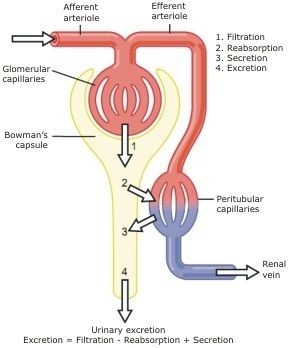 Afferent
arteriole
Efferent
arteriole
1. Filtration
2. Reabsorption
3. Secretion
4. Excretion
Glomerular
capillaries
Bowman's
capsule
1
2
Peritubular
capillaries
3
4
Renal
vein
Urinary excretion
Excretion = Filtration - Reabsorption + Secretion